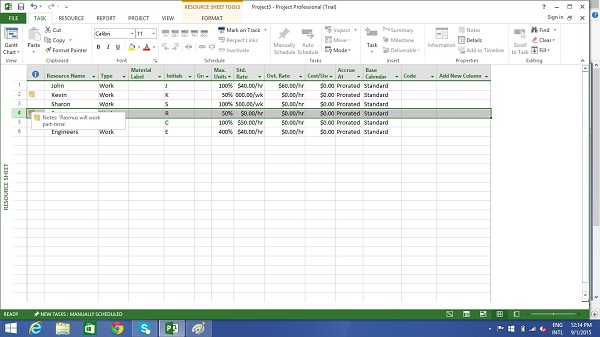 RESOURCE SHEET TOOLS
Project3 - Project Professional (Trial)
FILE TASK RESOURCE REPORT PROJECT VIEW FORMAT
Sign in
Gantt Chart
View
Paste
Cut
Copy
Format Painter
Clipboard
Calibri 11
B I U
Font
Mark on Track
Respect Links
Schedule
Manually Schedule
Auto Schedule
Inspect
Move
Mode
Tasks
Task
Insert
Summary
Milestone
Deliverable
Information
Notes
Details
Add to Timeline
Properties
Scroll to Task
Find
Clear
Fill
Editing
Resource Name Type Material Label Initials Gr Max. Units Std. Rate Ovt. Rate Cost/Use Accrue At Base Calendar Code Add New Column
1 John Work J 100% $40.00/hr $60.00/hr $0.00 Prorated Standard
2 Kevin Work K 50% 000.00/wk $0.00/hr $0.00 Prorated Standard
3 Sharon Work S 100% 500.00/wk $0.00/hr $0.00 Prorated Standard
4 R 50% $0.00/hr $0.00/hr $0.00 Prorated Standard
Notes: 'Rasmus will work part-time'
5 C 100% $50.00/hr $0.00/hr $0.00 Prorated Standard
6 Engineers Work E 400% $40.00/hr $0.00/hr $0.00 Prorated Standard
RESOURCE SHEET
READY NEW TASKS : MANUALLY SCHEDULED
ENG
INTL
12:14 PM
9/1/2015